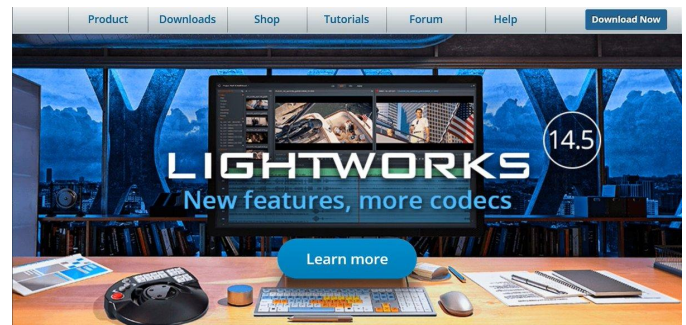 Product Downloads Shop Tutorials Forum Help Download Now
LIGHTWORKS 14.5
New features, more codecs
Learn more